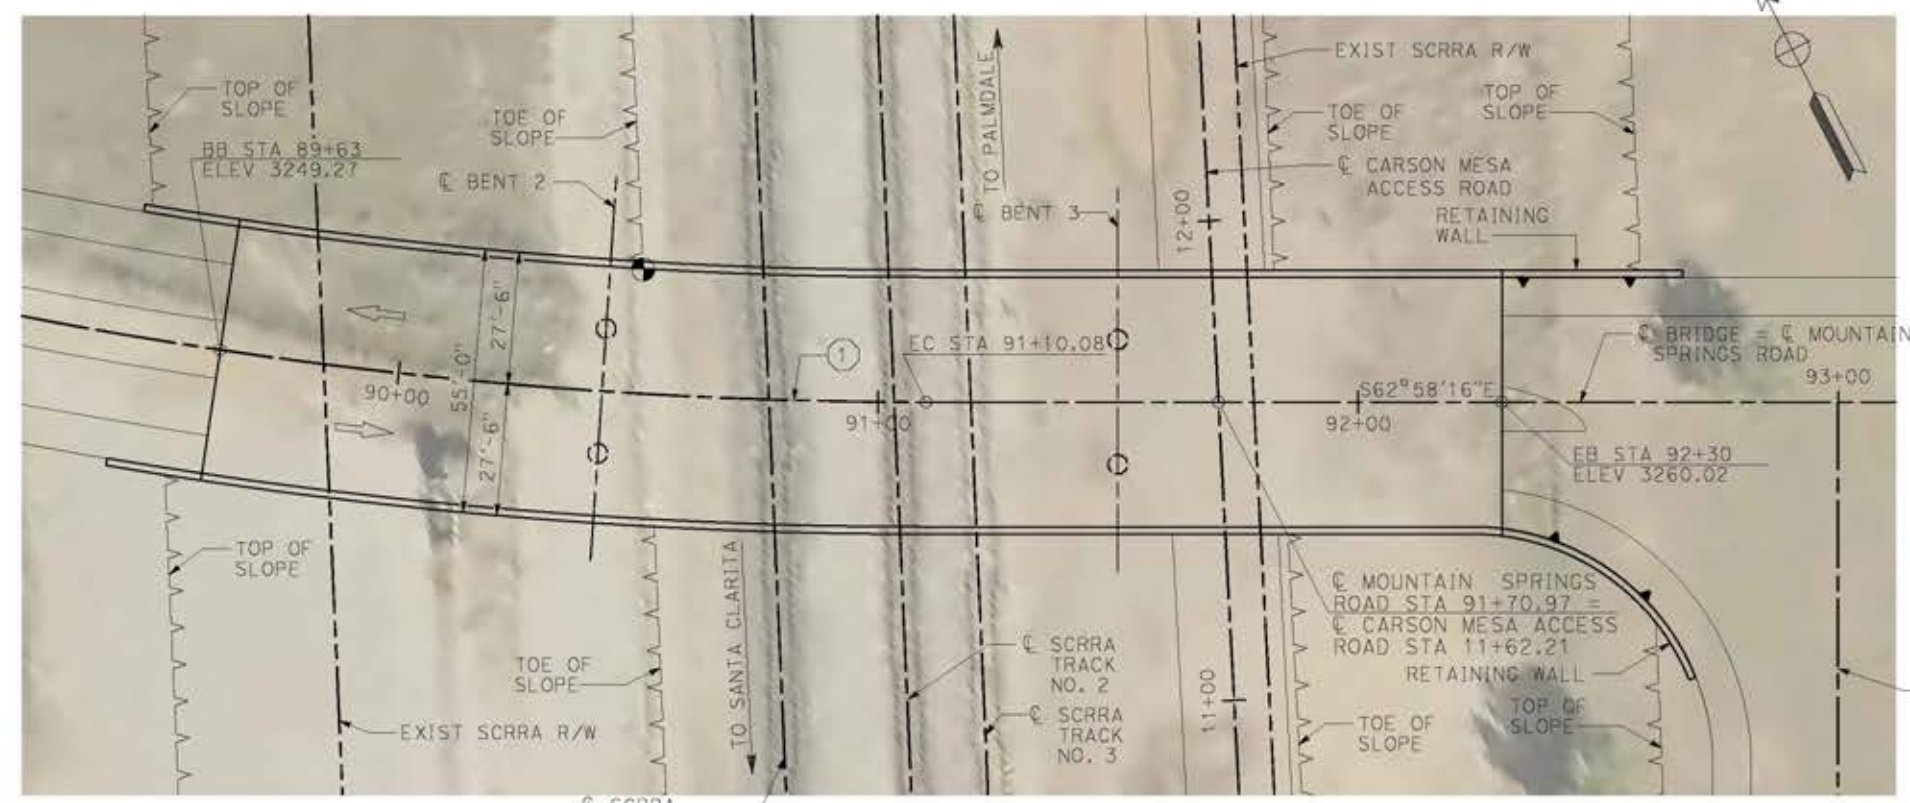 TOP OF
SLOPE
BB STA 89+63
ELEV 3249.27
TOE OF
SLOPE
℄ BENT 2
TO PALMDALE
℄ BENT 3
EXIST SCRRA R/W
TOE OF
SLOPE
TOP OF
SLOPE
℄ CARSON MESA
ACCESS ROAD
12+00
RETAINING
WALL
27'-6"
55'-0"
27'-6"
90+00
1
EC STA 91+10.08
91+00
S62°58'16"E
92+00
℄ BRIDGE = ℄ MOUNTAIN
SPRINGS ROAD
93+00
EB STA 92+30
ELEV 3260.02
TOP OF
SLOPE
TOE OF
SLOPE
EXIST SCRRA R/W
TO SANTA CLARITA
℄ SCRRA
TRACK
NO. 2
℄ SCRRA
TRACK
NO. 3
11+00
℄ MOUNTAIN SPRINGS
ROAD STA 91+70.97 =
℄ CARSON MESA ACCESS
ROAD STA 11+62.21
RETAINING WALL
TOE OF
SLOPE
TOP OF
SLOPE
℄ SCRRA